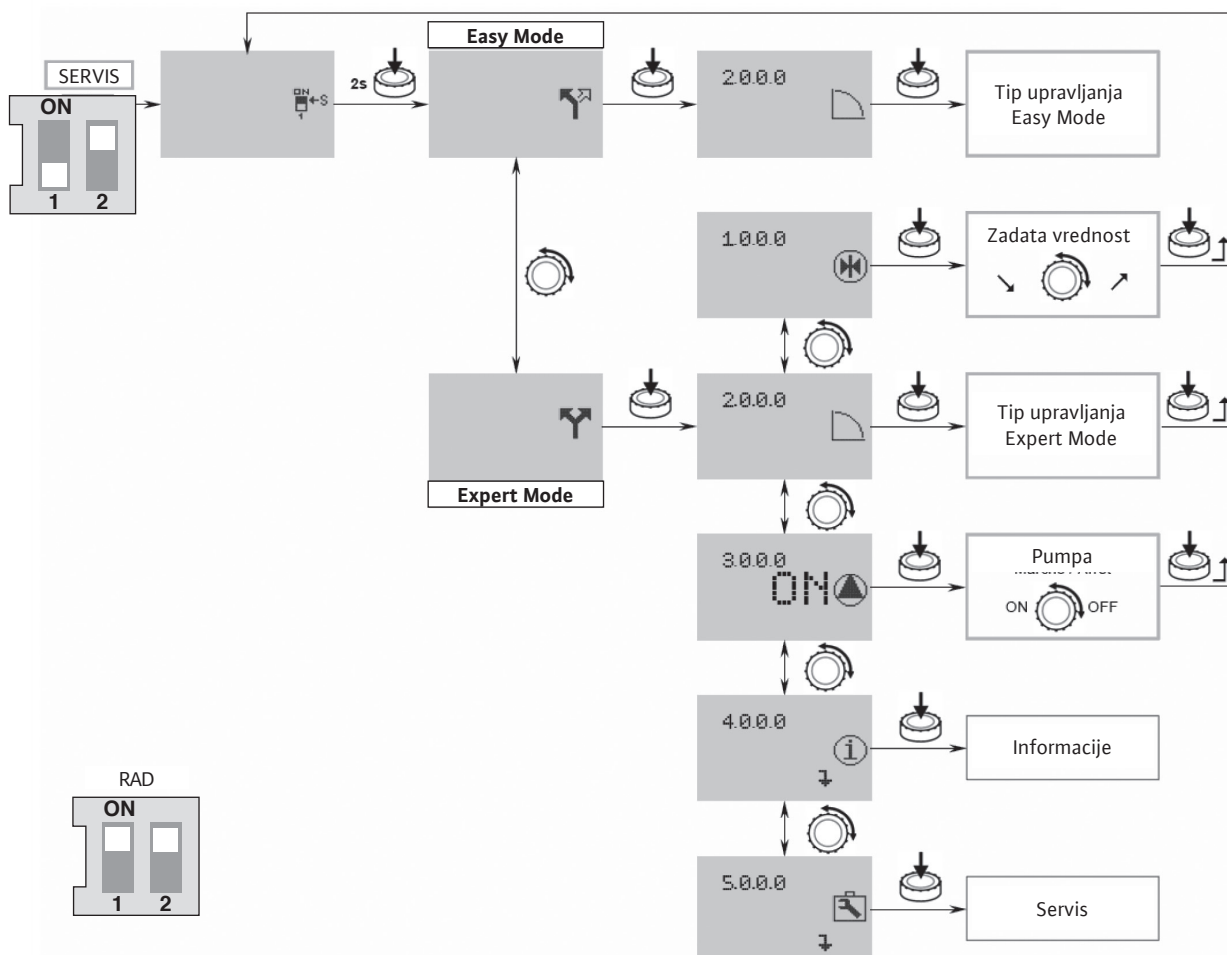 Easy Mode
SERVIS
ON
1 2
ON
←S
1
2s
2.0.0.0
Tip upravljanja
Easy Mode
1.0.0.0
Zadata vrednost
Expert Mode
2.0.0.0
Tip upravljanja
Expert Mode
3.0.0.0
ON
Pumpa
ON OFF
4.0.0.0
i
Informacije
RAD
ON
1 2
5.0.0.0
Servis